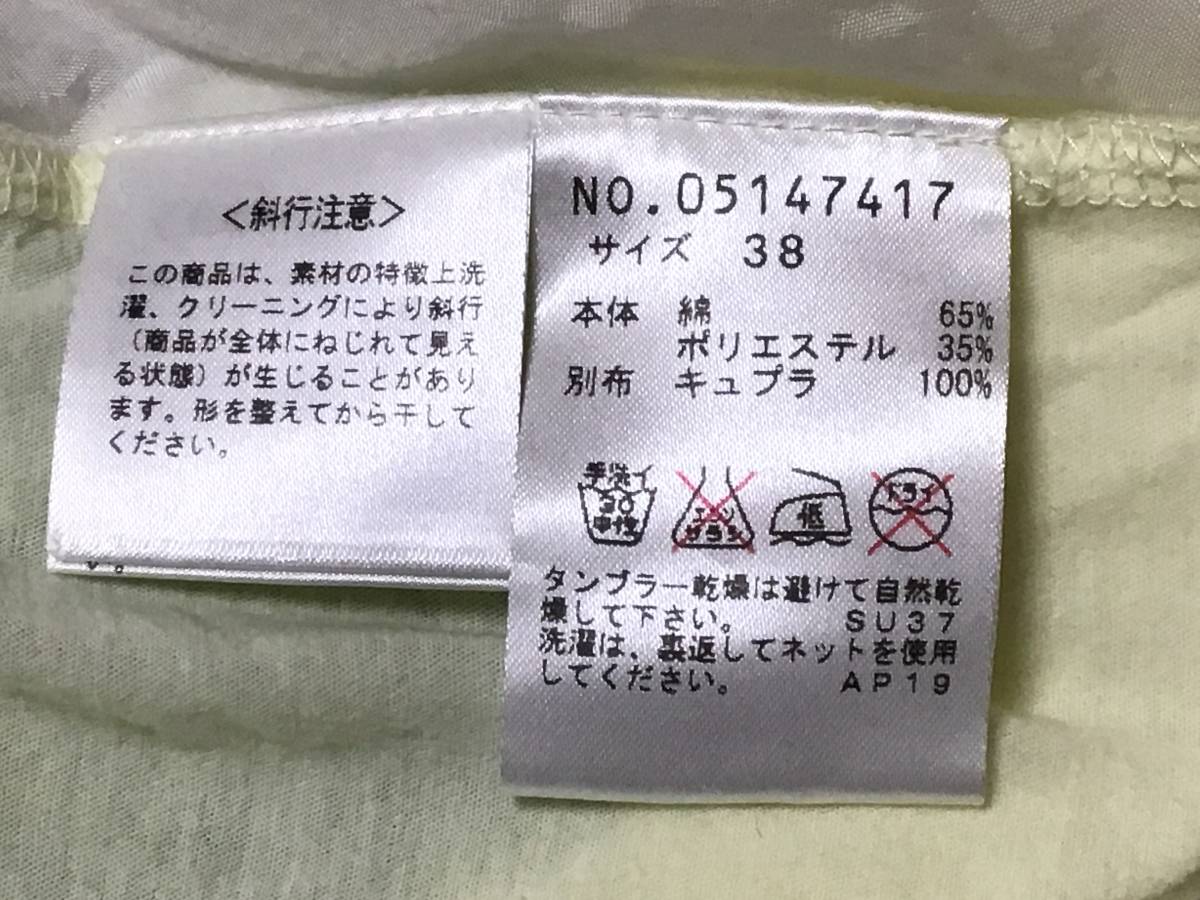 ＜斜行注意＞
この商品は、素材の特徴上洗
濯、クリーニングにより斜行
（商品が全体にねじれて見え
る状態）が生じることがあり
ます。形を整えてから干して
ください。
NO.05147417
サイズ 38
本体 綿 65%
ポリエステル 35%
別布 キュプラ 100%
手洗イ
30
中性
エンソサラシ
低
ドライ
タンブラー乾燥は避けて自然乾
燥して下さい。 SU37
洗濯は、裏返してネットを使用
してください。 AP19